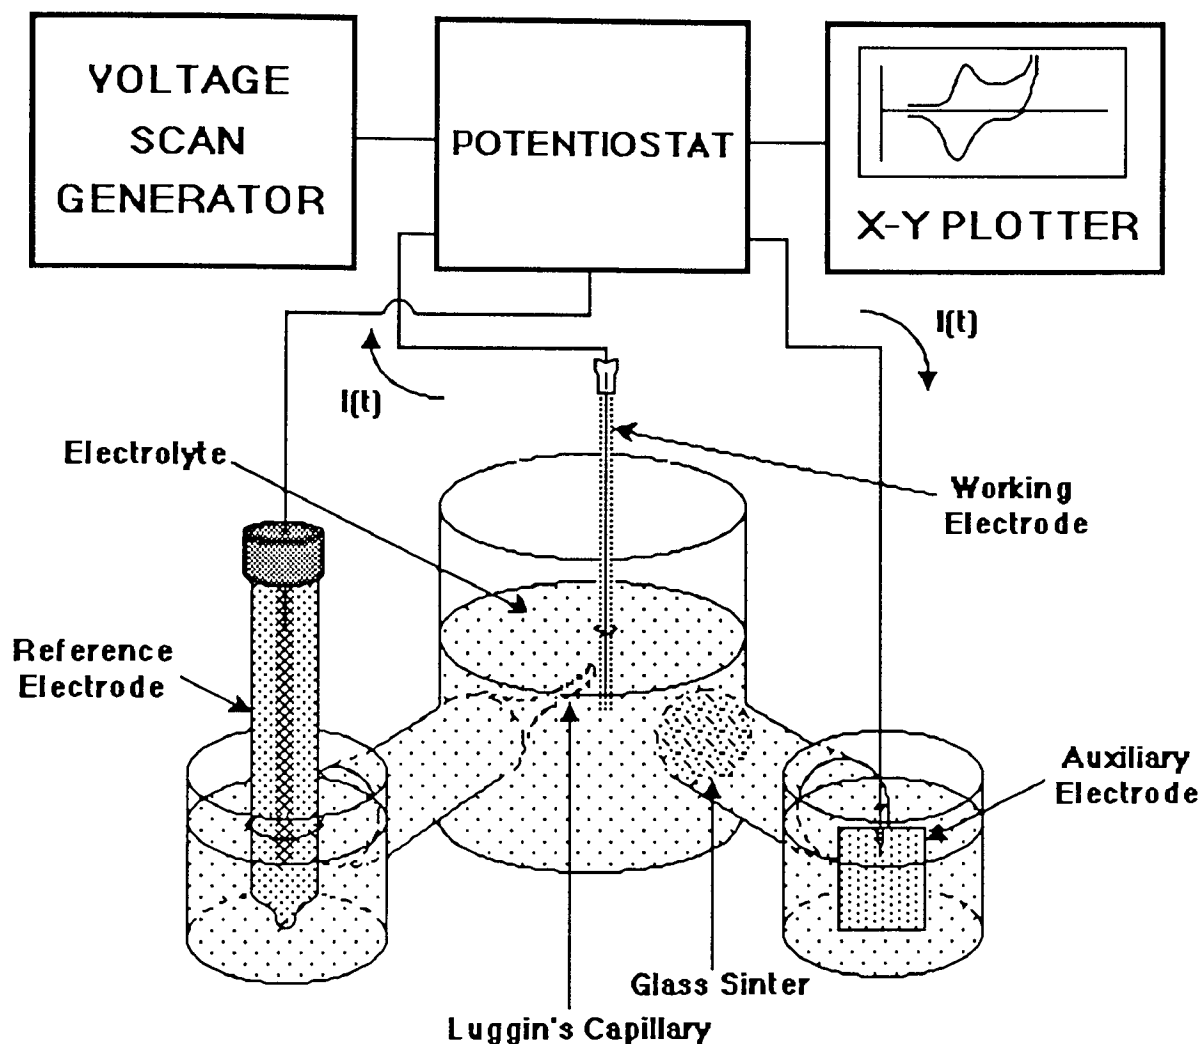 VOLTAGE
SCAN
GENERATOR
POTENTIOSTAT
X-Y PLOTTER
I(t)
I(t)
Electrolyte
Working
Electrode
Reference
Electrode
Auxiliary
Electrode
Glass Sinter
Luggin's Capillary